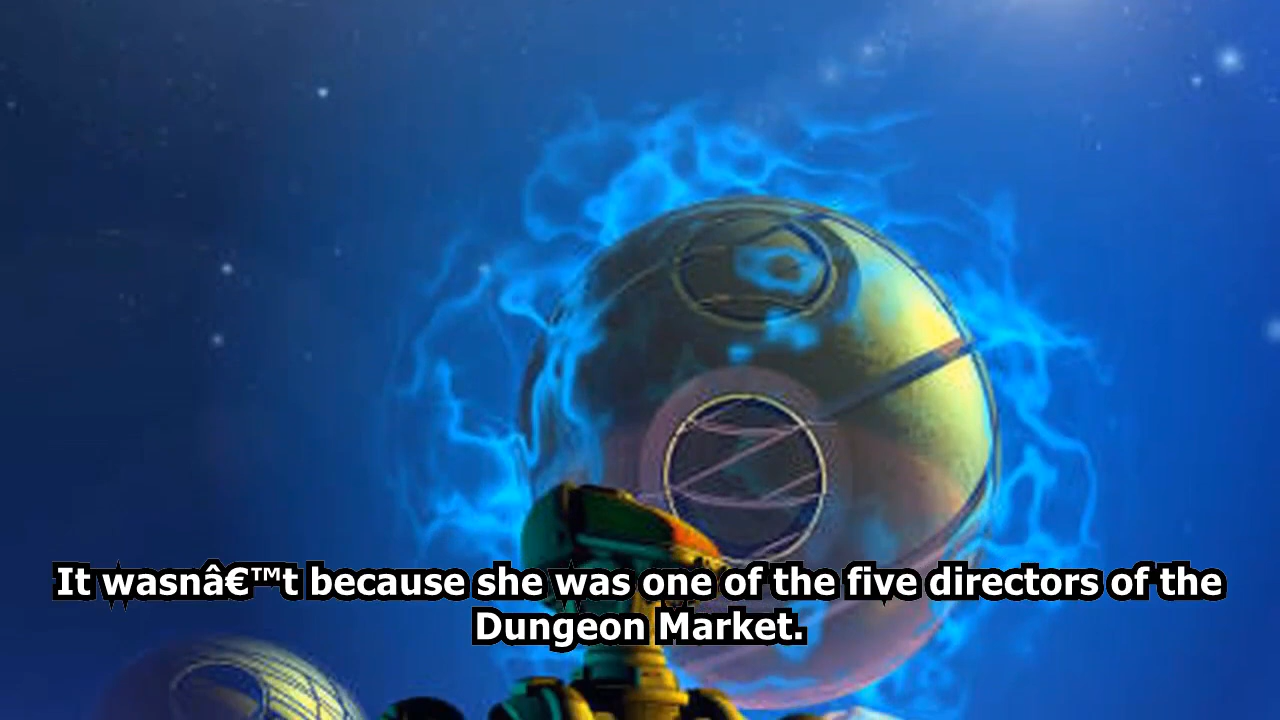 It wasnâ€™t because she was one of the five directors of the
Dungeon Market.